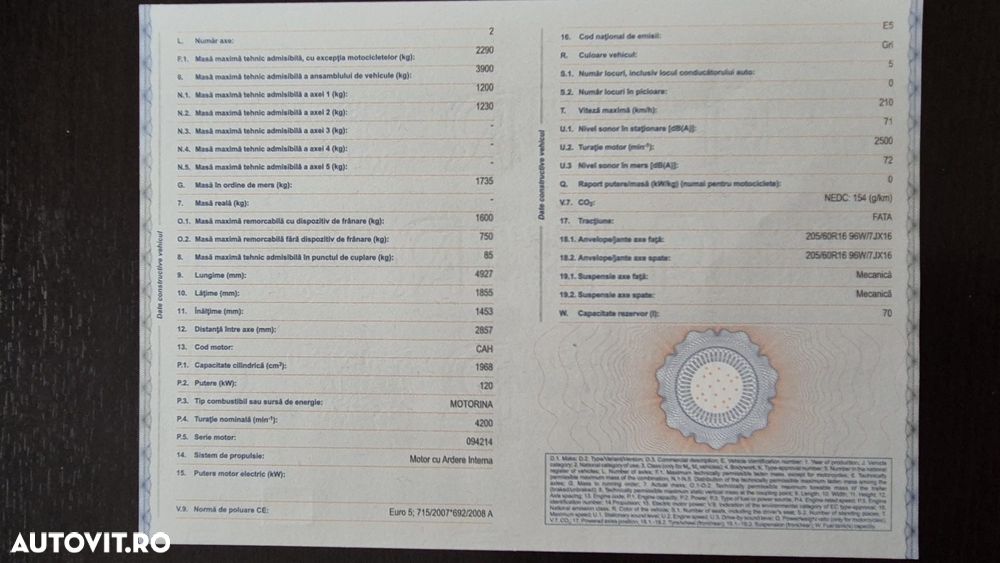 Date constructive vehicul
L. Număr axe: 2
F.1. Masă maximă tehnic admisibilă, cu excepția motocicletelor (kg): 2290
6. Masă maximă tehnic admisibilă a ansamblului de vehicule (kg): 3900
N.1. Masă maximă tehnic admisibilă a axei 1 (kg): 1200
N.2. Masă maximă tehnic admisibilă a axei 2 (kg): 1230
N.3. Masă maximă tehnic admisibilă a axei 3 (kg): -
N.4. Masă maximă tehnic admisibilă a axei 4 (kg): -
N.5. Masă maximă tehnic admisibilă a axei 5 (kg): -
G. Masă în ordine de mers (kg): 1735
7. Masă reală (kg): -
O.1. Masă maximă remorcabilă cu dispozitiv de frânare (kg): 1600
O.2. Masă maximă remorcabilă fără dispozitiv de frânare (kg): 750
8. Masă maximă tehnic admisibilă în punctul de cuplare (kg): 85
9. Lungime (mm): 4927
10. Lățime (mm): 1855
11. Înălțime (mm): 1453
12. Distanță între axe (mm): 2857
13. Cod motor: CAH
P.1. Capacitate cilindrică (cm³): 1968
P.2. Putere (kW): 120
P.3. Tip combustibil sau sursă de energie: MOTORINA
P.4. Turație nominală (min⁻¹): 4200
P.5. Serie motor: 094214
14. Sistem de propulsie: Motor cu Ardere Interna
15. Putere motor electric (kW):
V.9. Normă de poluare CE: Euro 5; 715/2007*692/2008 A
Date constructive vehicul
16. Cod național de emisii: E5
R. Culoare vehicul: Gri
S.1. Număr locuri, inclusiv locul conducătorului auto: 5
S.2. Număr locuri în picioare: 0
T. Viteză maximă (km/h): 210
U.1. Nivel sonor în staționare [dB(A)]: 71
U.2. Turație motor (min⁻¹): 2500
U.3 Nivel sonor în mers [dB(A)]: 72
Q. Raport putere/masă (kW/kg) (numai pentru motociclete): 0
V.7. CO₂: NEDC: 154 (g/km)
17. Tracțiune: FATA
18.1. Anvelope/jante axe față: 205/60R16 96W/7JX16
18.2. Anvelope/jante axe spate: 205/60R16 96W/7JX16
19.1. Suspensie axe față: Mecanică
19.2. Suspensie axe spate: Mecanică
W. Capacitate rezervor (l): 70
AUTOVIT.RO